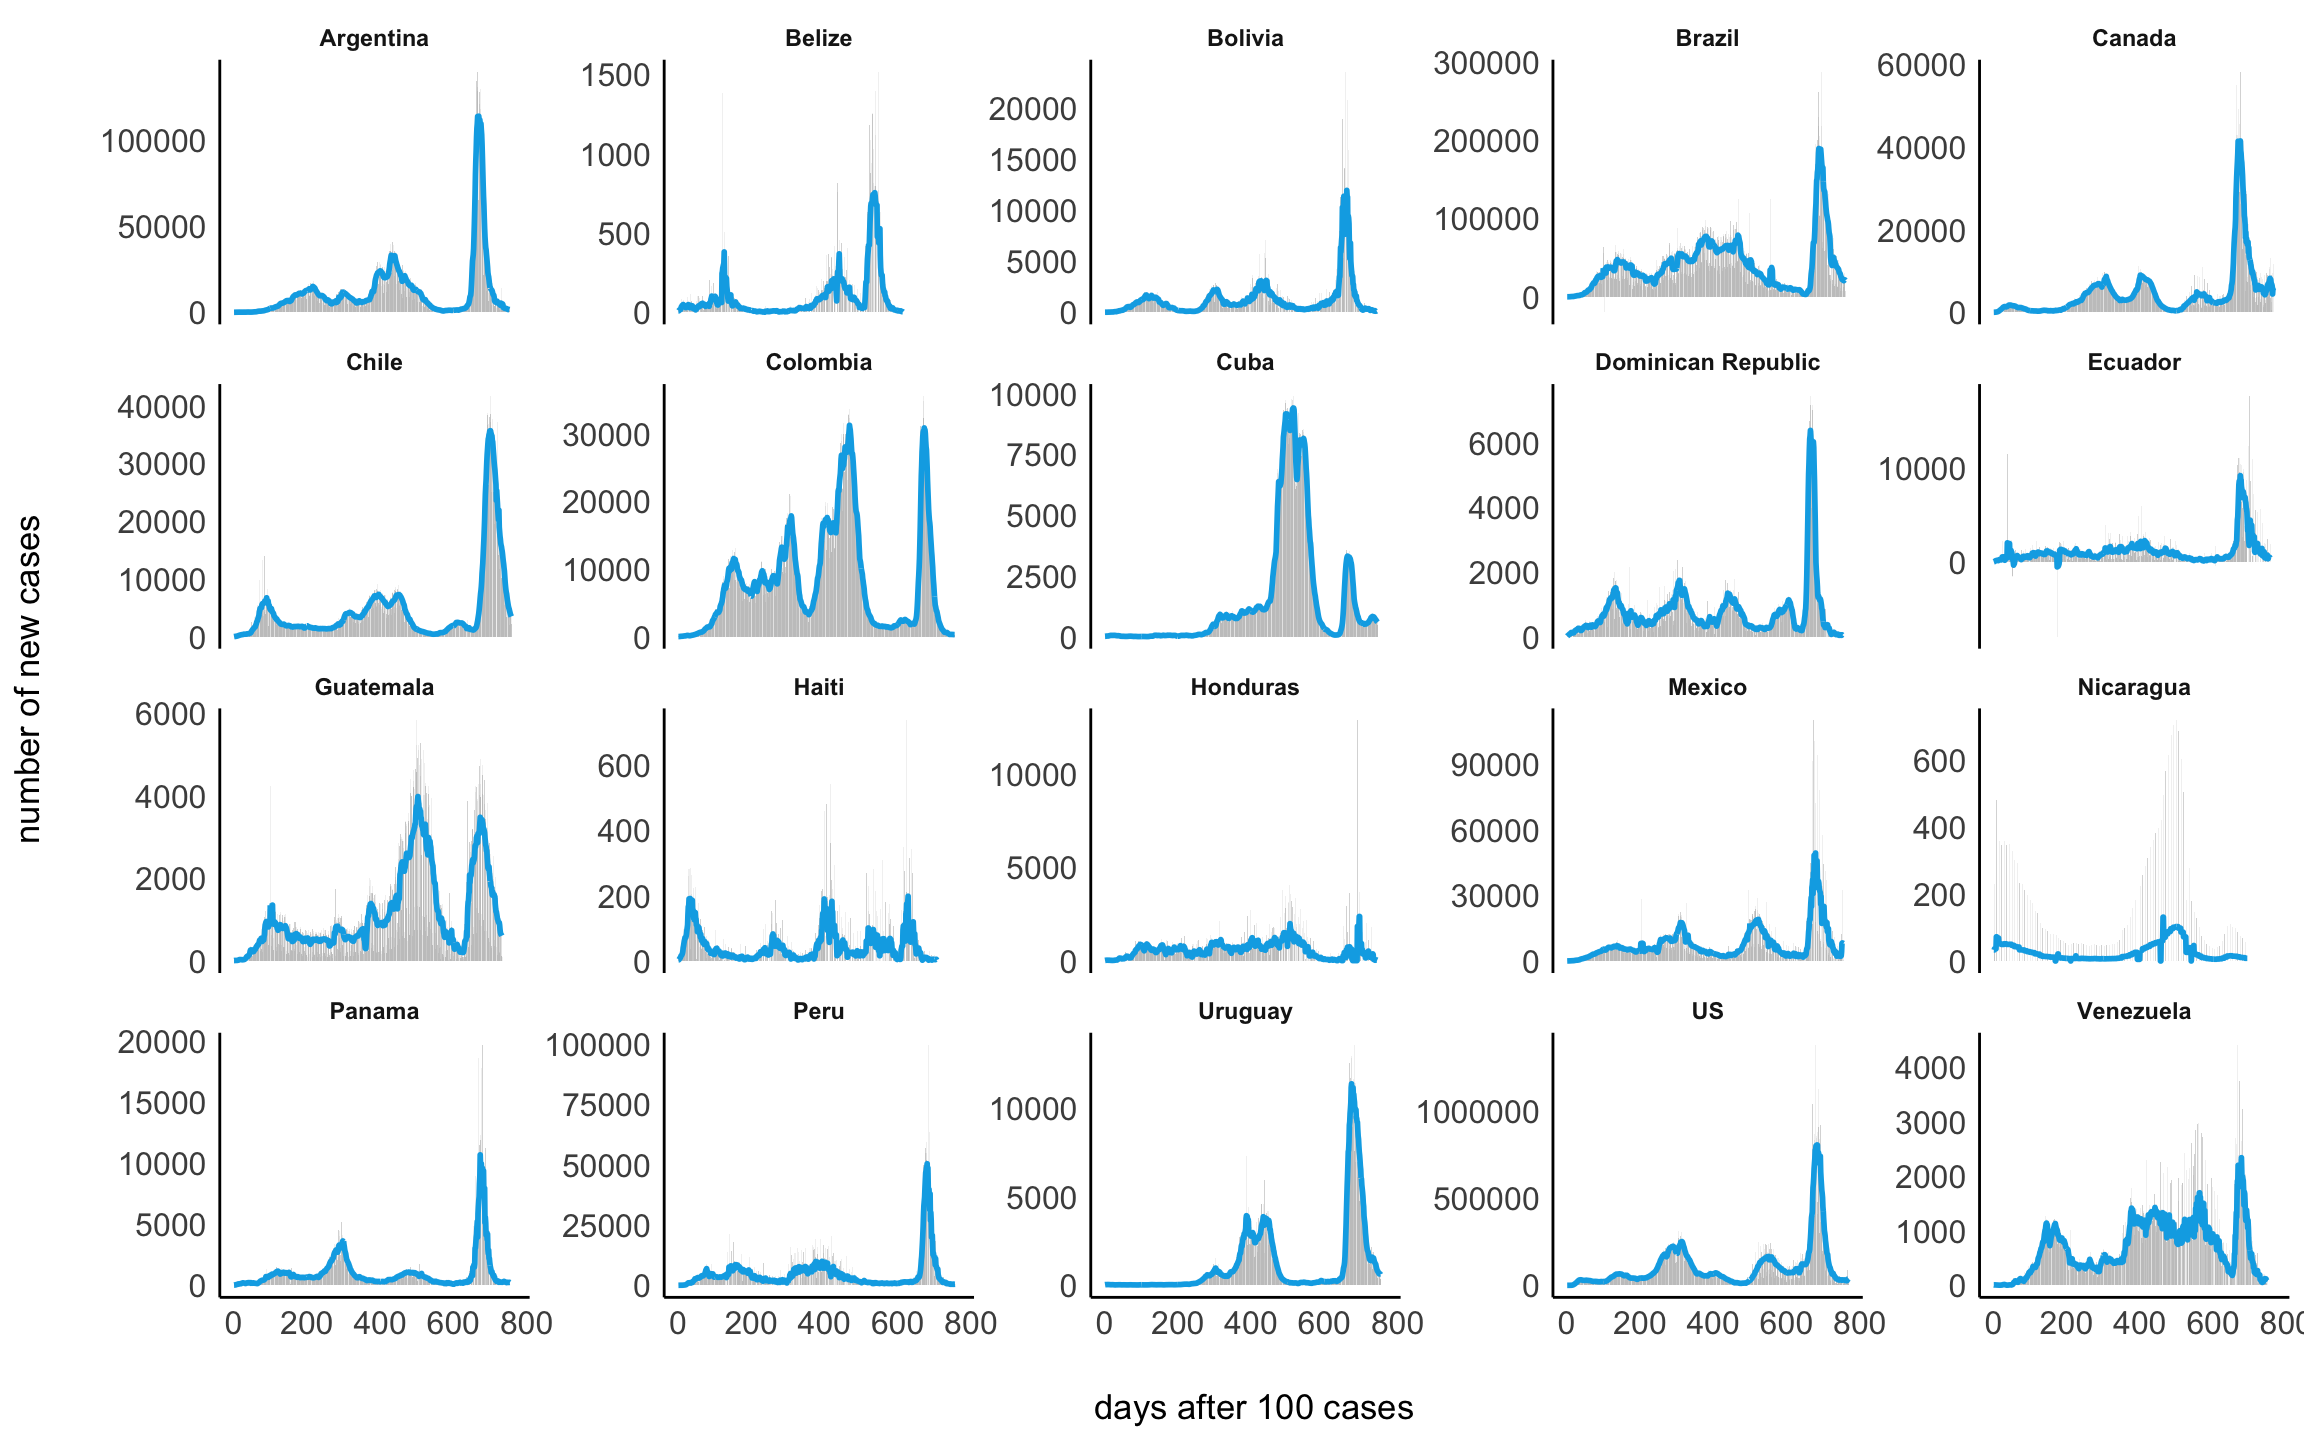 Argentina
Belize
Bolivia
Brazil
Canada
100000
50000
0
1500
1000
500
0
20000
15000
10000
5000
0
300000
200000
100000
0
60000
40000
20000
0
Chile
Colombia
Cuba
Dominican Republic
Ecuador
40000
30000
20000
10000
0
30000
20000
10000
0
10000
7500
5000
2500
0
6000
4000
2000
0
10000
0
number of new cases
Guatemala
Haiti
Honduras
Mexico
Nicaragua
6000
4000
2000
0
600
400
200
0
10000
5000
0
90000
60000
30000
0
600
400
200
0
Panama
Peru
Uruguay
US
Venezuela
20000
15000
10000
5000
0
100000
75000
50000
25000
0
10000
5000
0
1000000
500000
0
4000
3000
2000
1000
0
0 200 400 600 800
0 200 400 600 800
0 200 400 600 800
0 200 400 600 800
0 200 400 600 800
days after 100 cases